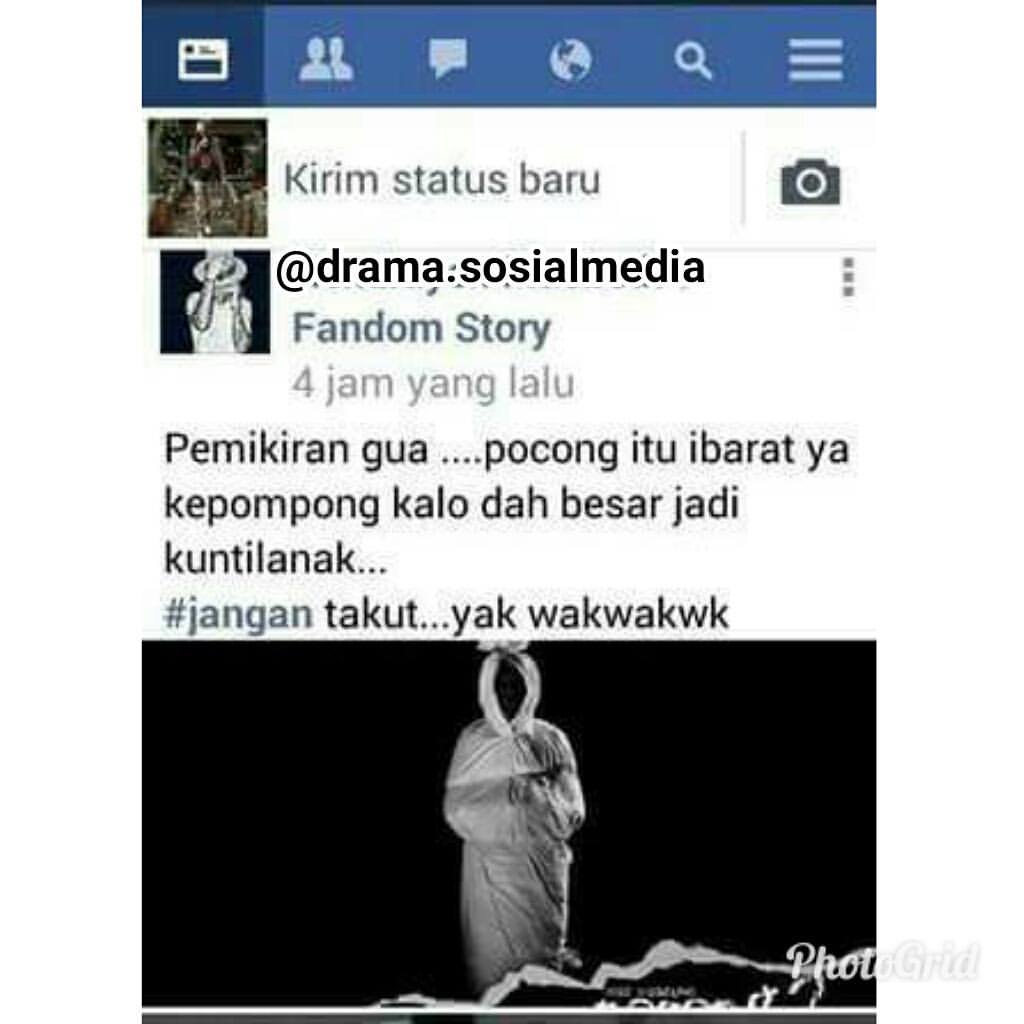 Kirim status baru
@drama.sosialmedia
Fandom Story
4 jam yang lalu
Pemikiran gua ....pocong itu ibarat ya
kepompong kalo dah besar jadi
kuntilanak...
#jangan takut...yak wakwakwk
PhotoGrid